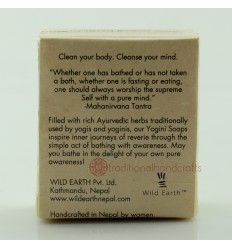 Clean your body. Cleanse your mind.
"Whether one has bathed or has not taken
a bath, whether one is fasting or eating,
one should always worship the supreme
Self with a pure mind."
-Mahanirvana Tantra
Filled with rich Ayurvedic herbs traditionally
used by yogis and yoginis, our Yogini Soaps
inspire inner journeys of reverie through the
simple act of bathing with awareness. May
you bathe in the delight of your own pure
awareness!
traditionalhandicrafts
WILD EARTH Pvt. Ltd.
Kathmandu, Nepal
www.wildearthnepal.com
Wild Earth™
Handcrafted in Nepal by women.